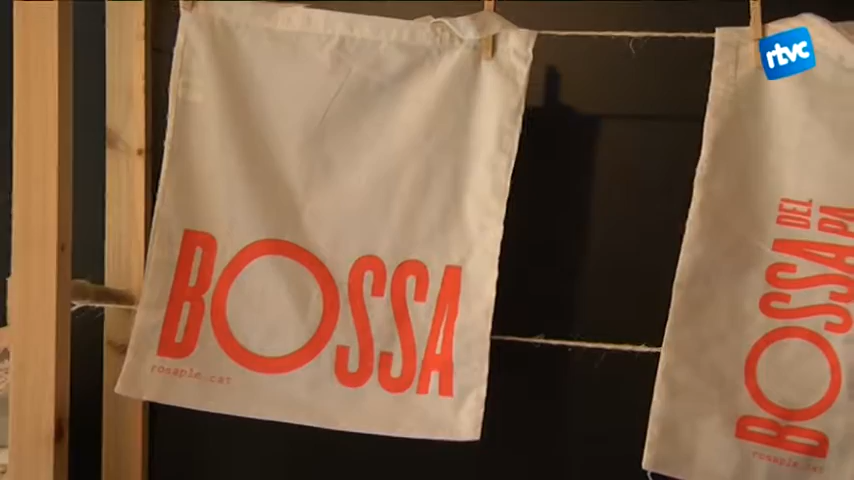 rtvc
BOSSA
rosaple.cat
BOSSA
DEL
PA
rosaple.cat